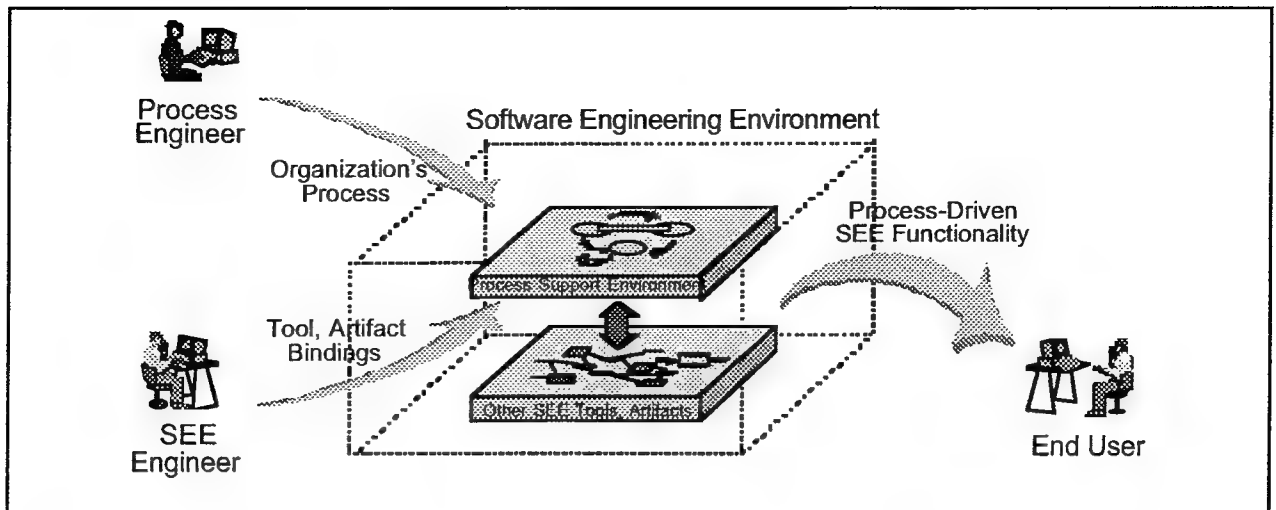 Process
Engineer
Software Engineering Environment
Organization's
Process
Process-Driven
SEE Functionality
Process Support Environment
Tool, Artifact
Bindings
Other SEE Tools, Artifacts
SEE
Engineer
End User